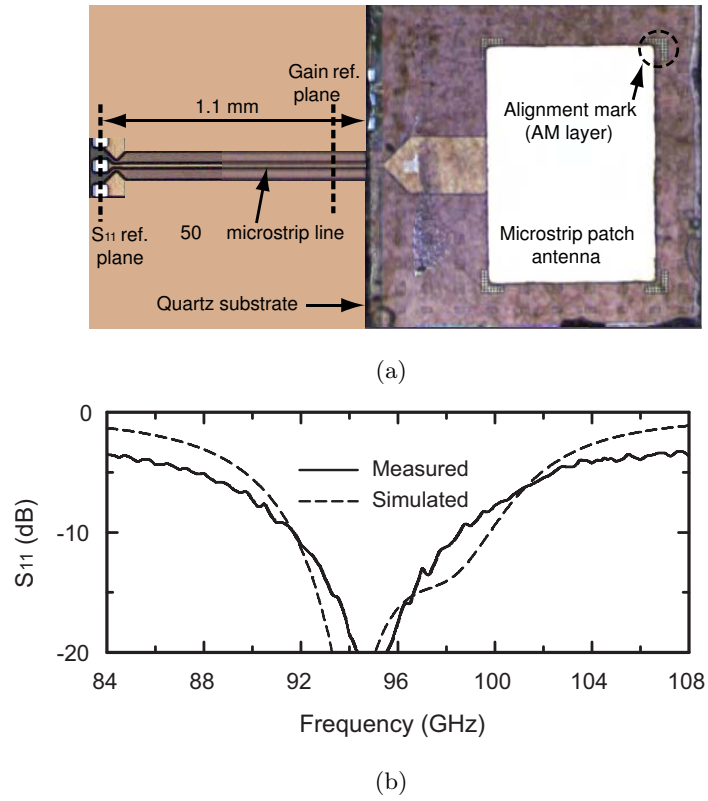 Gain ref.
plane
1.1 mm
Alignment mark
(AM layer)
S11 ref.
plane
50
microstrip line
Microstrip patch
antenna
Quartz substrate
(a)
0
-10
-20
S11 (dB)
Measured
Simulated
84 88 92 96 100 104 108
Frequency (GHz)
(b)